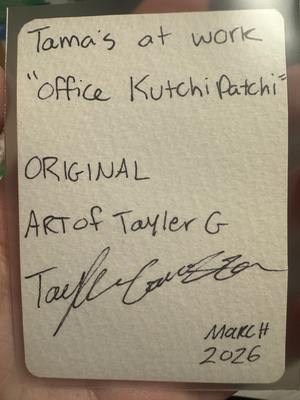 Tama's at work
"Office KutchiPatchi"
ORIGINAL
ART of Tayler G
MARCH
2026